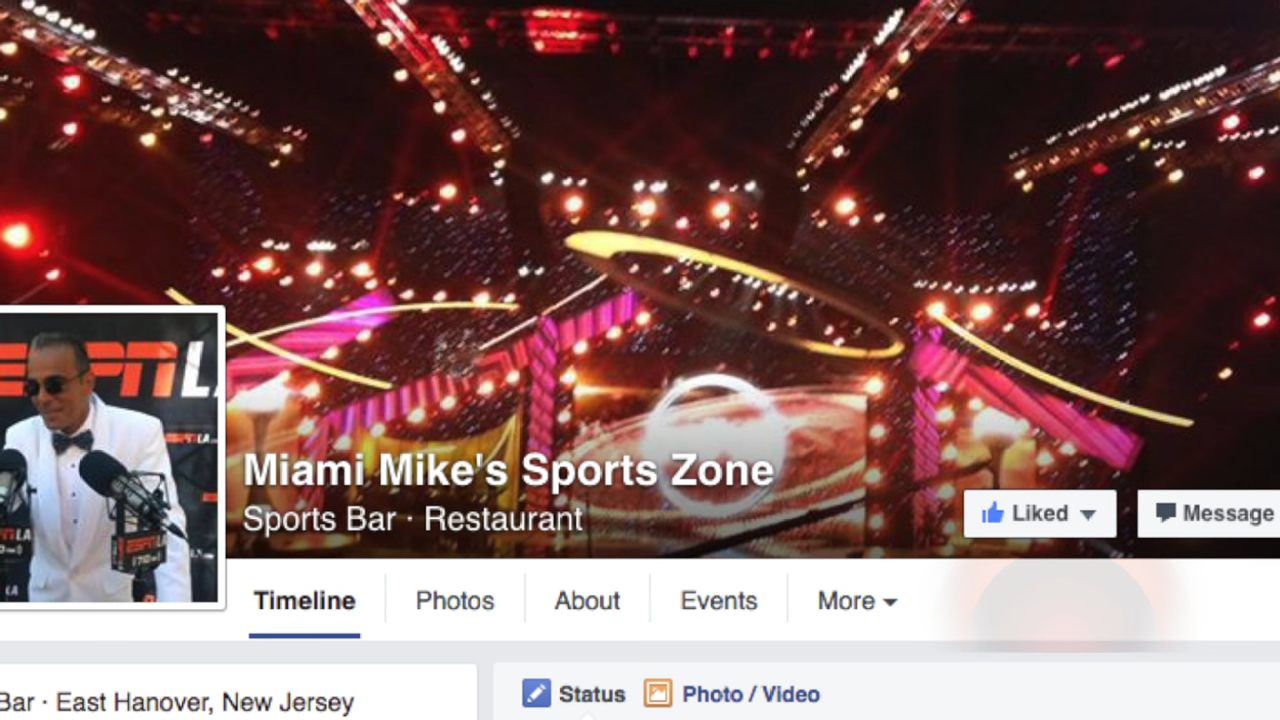 ESPN L
Miami Mike's Sports Zone
Sports Bar · Restaurant
Liked
Message
Timeline
Photos
About
Events
More
Bar · East Hanover, New Jersey
Status
Photo / Video